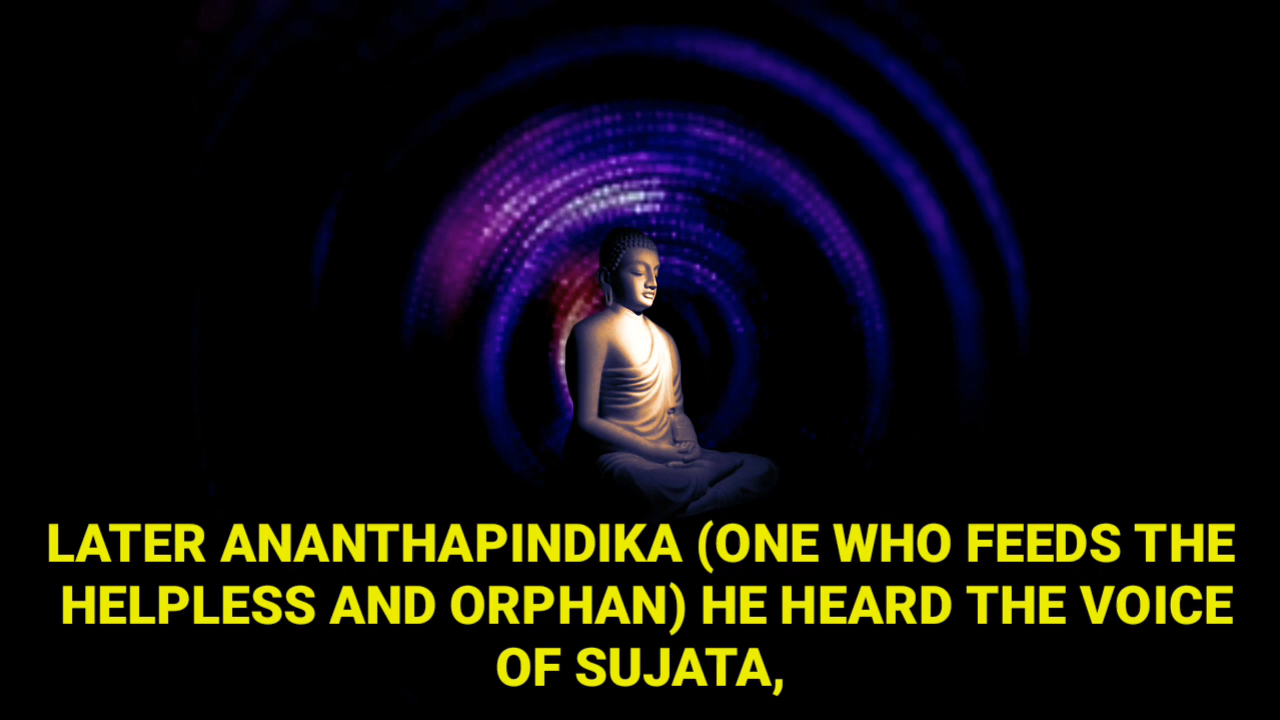 LATER ANANTHAPINDIKA (ONE WHO FEEDS THE
HELPLESS AND ORPHAN) HE HEARD THE VOICE
OF SUJATA,